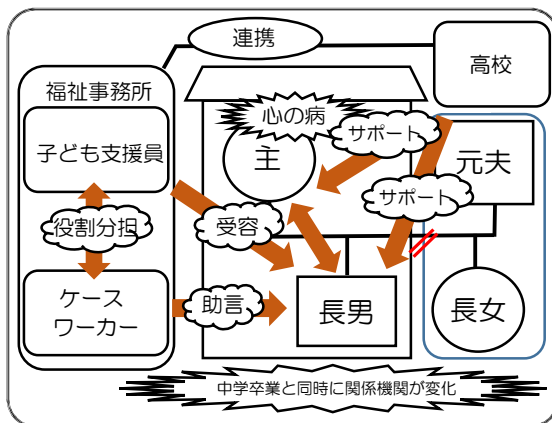 連携
高校
福祉事務所
子ども支援員
役割分担
ケース
ワーカー
心の病
主
サポート
元夫
サポート
受容
助言
長男
長女
中学卒業と同時に関係機関が変化